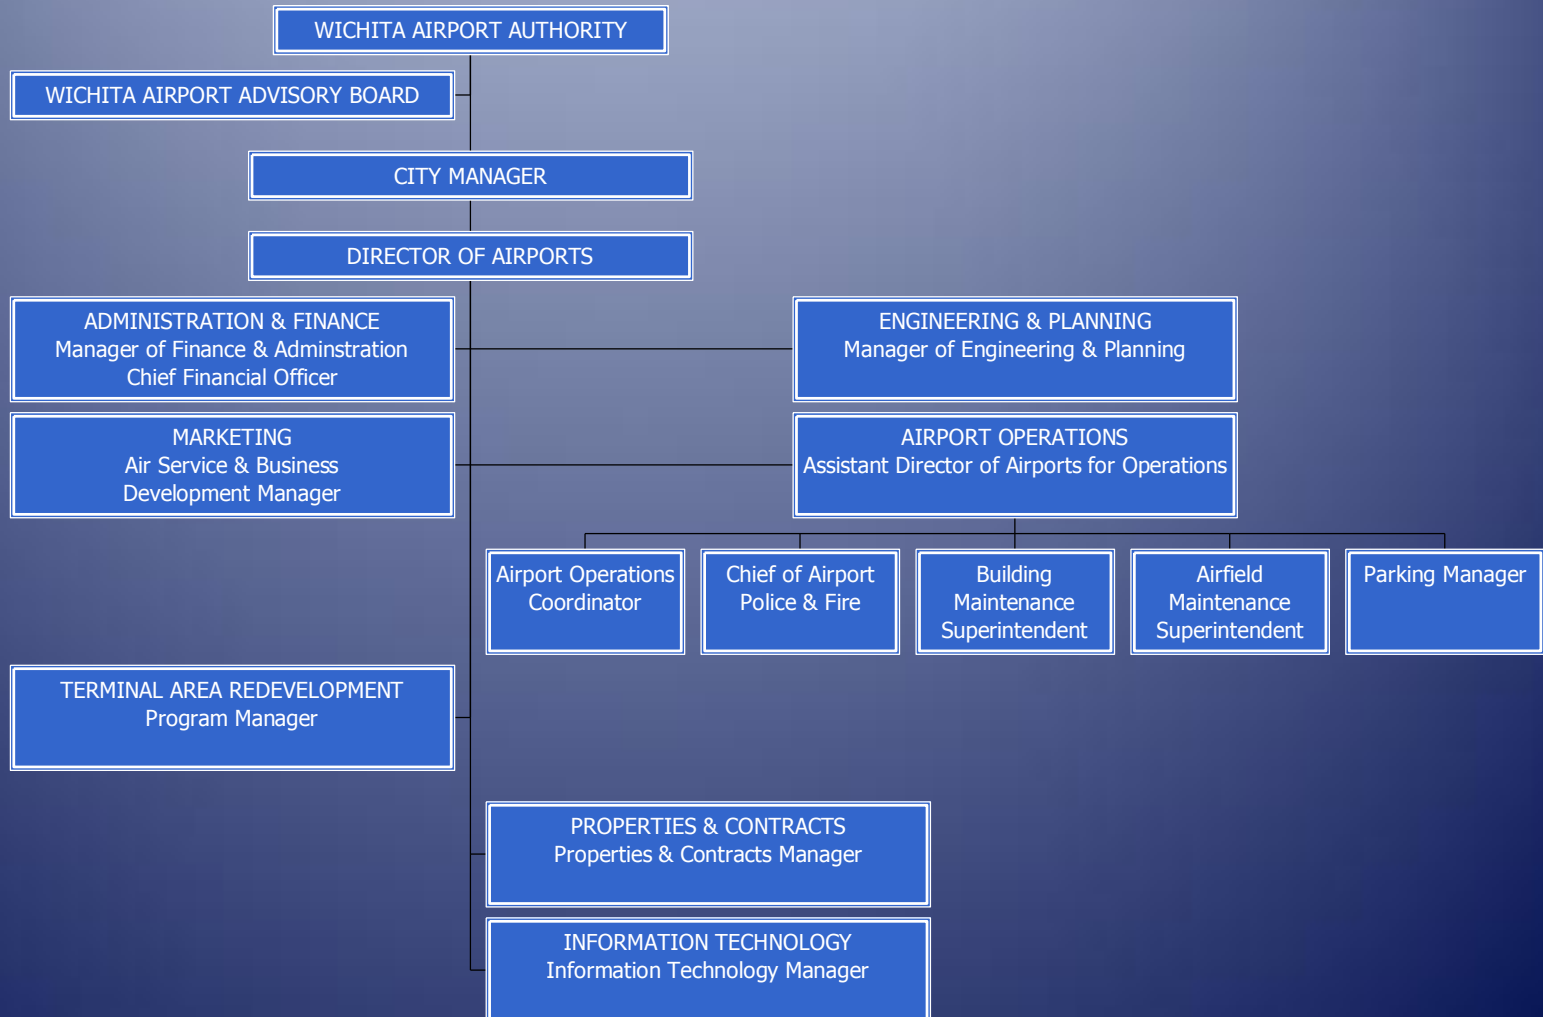 WICHITA AIRPORT AUTHORITY
WICHITA AIRPORT ADVISORY BOARD
CITY MANAGER
DIRECTOR OF AIRPORTS
ADMINISTRATION & FINANCE
Manager of Finance & Adminstration
Chief Financial Officer
ENGINEERING & PLANNING
Manager of Engineering & Planning
MARKETING
Air Service & Business
Development Manager
AIRPORT OPERATIONS
Assistant Director of Airports for Operations
Airport Operations
Coordinator
Chief of Airport
Police & Fire
Building
Maintenance
Superintendent
Airfield
Maintenance
Superintendent
Parking Manager
TERMINAL AREA REDEVELOPMENT
Program Manager
PROPERTIES & CONTRACTS
Properties & Contracts Manager
INFORMATION TECHNOLOGY
Information Technology Manager